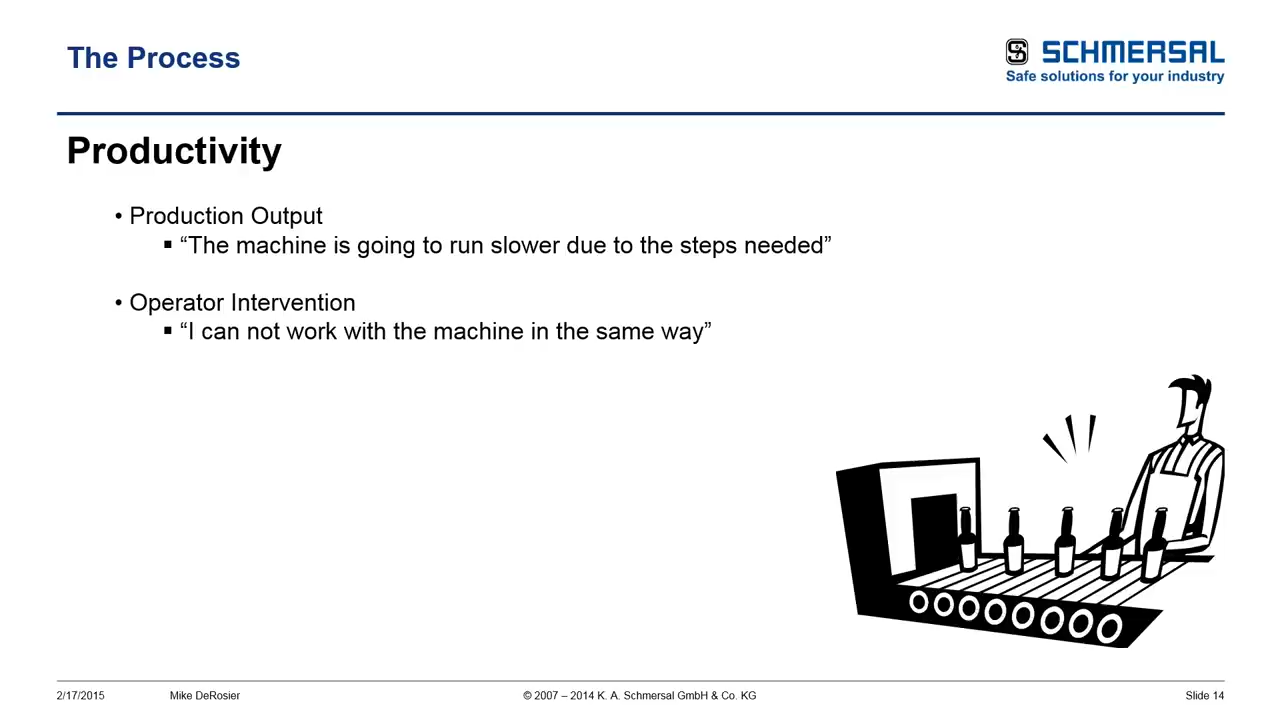 The Process
SCHMERSAL
Safe solutions for your industry
Productivity
• Production Output
▪ “The machine is going to run slower due to the steps needed”
• Operator Intervention
▪ “I can not work with the machine in the same way”
2/17/2015 Mike DeRosier © 2007 – 2014 K. A. Schmersal GmbH & Co. KG Slide 14